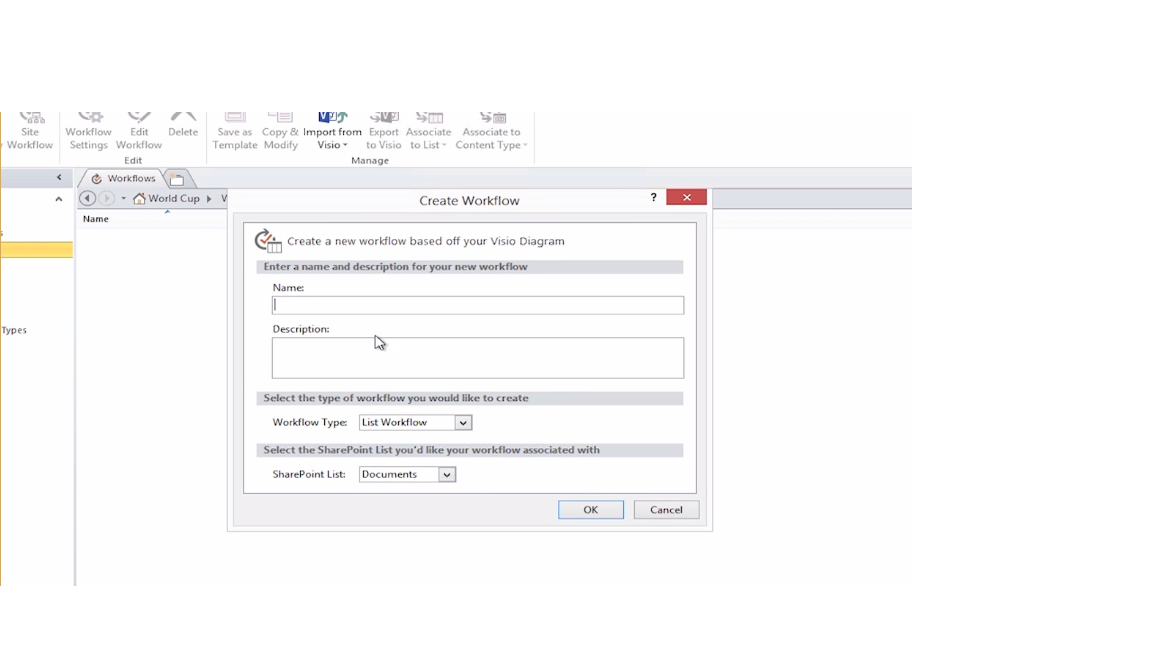 Site Workflow Edit Save as Copy & Import from Export Associate Associate to
Workflow Settings Workflow Delete Template Modify Visio to Visio to List Content Type
Edit Manage
Workflows
World Cup
Name
Types
Create Workflow
?
Create a new workflow based off your Visio Diagram
Enter a name and description for your new workflow
Name:
Description:
Select the type of workflow you would like to create
Workflow Type: List Workflow
Select the SharePoint List you'd like your workflow associated with
SharePoint List: Documents
OK Cancel